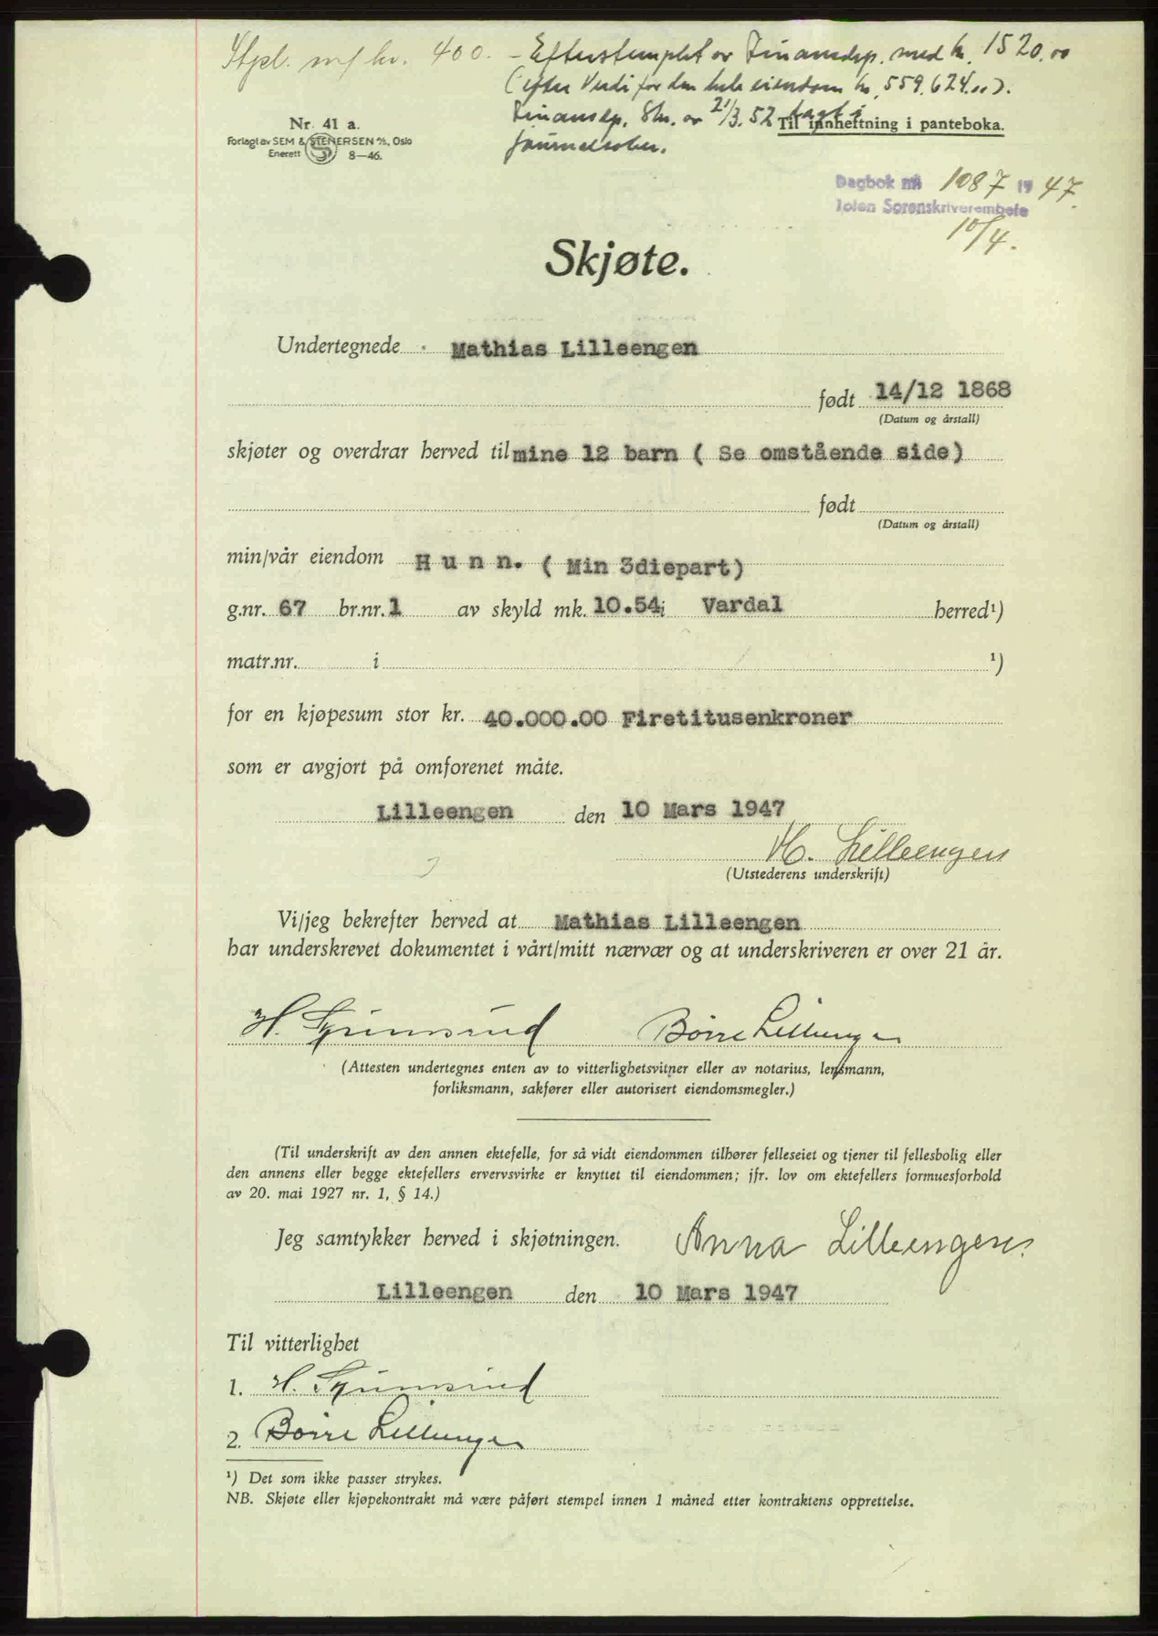 Stpl. m/ kr. 400. – Efterstemplet av Finansdep. med kr. 1520.00
(efter Verdi for den hele eiendom kr. 559.624.00).
Finansdep. Skr. av 21/3. 52 tagt i
journalsaker.
Nr. 41 a.
Forlagt av SEM & STENERSEN A/S, Oslo
Enerett 8—46.
Til innheftning i panteboka.
Dagbok nr. 1087 1947.
Toten Sorenskriverembete
10/4.
Skjøte.
Undertegnede Mathias Lilleengen
født 14/12 1868
(Datum og årstall)
skjøter og overdrar herved til mine 12 barn ( Se omstående side)
født
(Datum og årstall)
min/vår eiendom Hunn. ( Min 3diepart)
g.nr. 67 br.nr. 1 av skyld mk. 10.54 i Vardal herred¹)
matr.nr. i ¹)
for en kjøpesum stor kr. 40.000.00 Firetitusenkroner
som er avgjort på omforenet måte.
Lilleengen den 10 Mars 1947
M. Lilleengen
(Utstederens underskrift)
Vi/jeg bekrefter herved at Mathias Lilleengen
har underskrevet dokumentet i vårt/mitt nærvær og at underskriveren er over 21 år.
H. Grimsrud Børre Lilleengen
(Attesten undertegnes enten av to vitterlighetsvitner eller av notarius, lensmann,
forliksmann, sakfører eller autorisert eiendomsmegler.)
(Til underskrift av den annen ektefelle, for så vidt eiendommen tilhører felleseiet og tjener til fellesbolig eller
den annens eller begge ektefellers ervervsvirke er knyttet til eiendommen; jfr. lov om ektefellers formuesforhold
av 20. mai 1927 nr. 1, § 14.)
Jeg samtykker herved i skjøtningen. Anna Lilleengen.
Lilleengen den 10 Mars 1947
Til vitterlighet
1. H. Grimsrud
2. Børre Lilleengen
¹) Det som ikke passer strykes.
NB. Skjøte eller kjøpekontrakt må være påført stempel innen 1 måned etter kontraktens opprettelse.